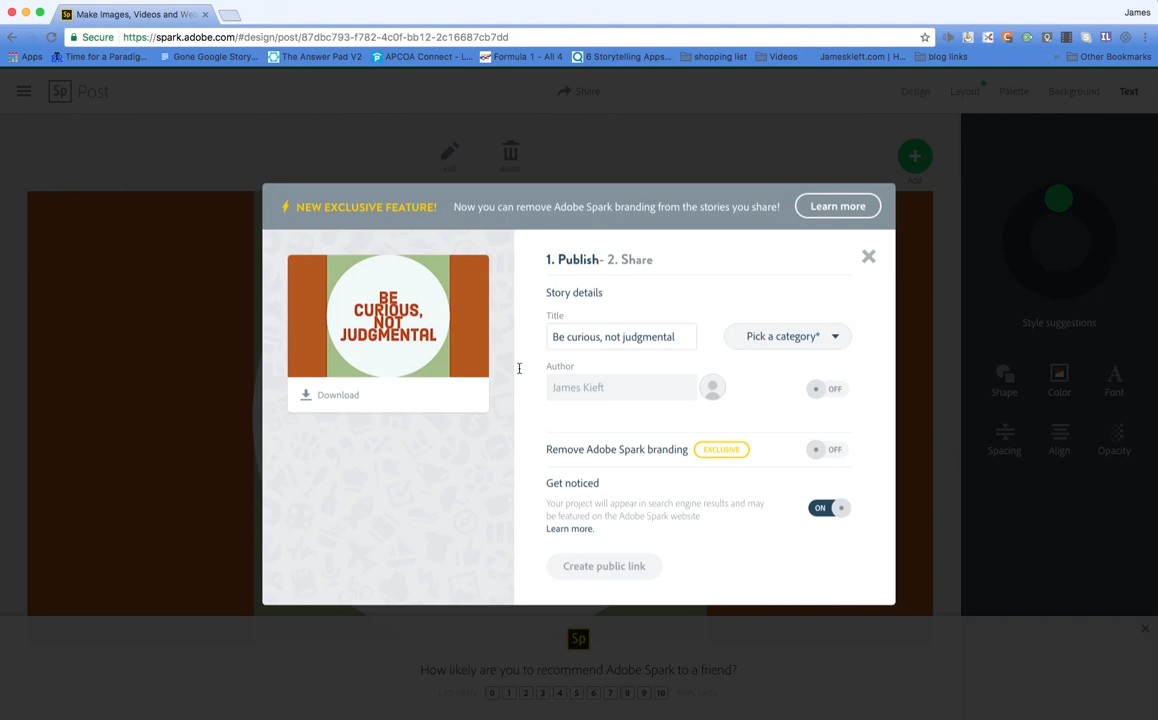 James
Make Images, Videos and Web
Secure https://spark.adobe.com/#design/post/87dbc793-f782-4c0f-bb12-2c16687cb7dd
Apps Time for a Paradig... Gone Google Story... The Answer Pad V2 APCOA Connect - L... Formula 1 - All 4 6 Storytelling Apps... shopping list Videos Jameskieft.com | H... blog links Other Bookmarks
Sp Post Share Design Layout Palette Background Text
edit delete
Add
NEW EXCLUSIVE FEATURE! Now you can remove Adobe Spark branding from the stories you share! Learn more
1. Publish- 2. Share
Story details
Title
Be curious, not judgmental Pick a category*
Author
James Kieft OFF
BE
CURIOUS,
NOT
JUDGMENTAL
Download
Remove Adobe Spark branding EXCLUSIVE OFF
Get noticed
Your project will appear in search engine results and may
be featured on the Adobe Spark website.
Learn more.
ON
Create public link
Style suggestions
Shape Color Font
Spacing Align Opacity
Sp
How likely are you to recommend Adobe Spark to a friend?
0 1 2 3 4 5 6 7 8 9 10